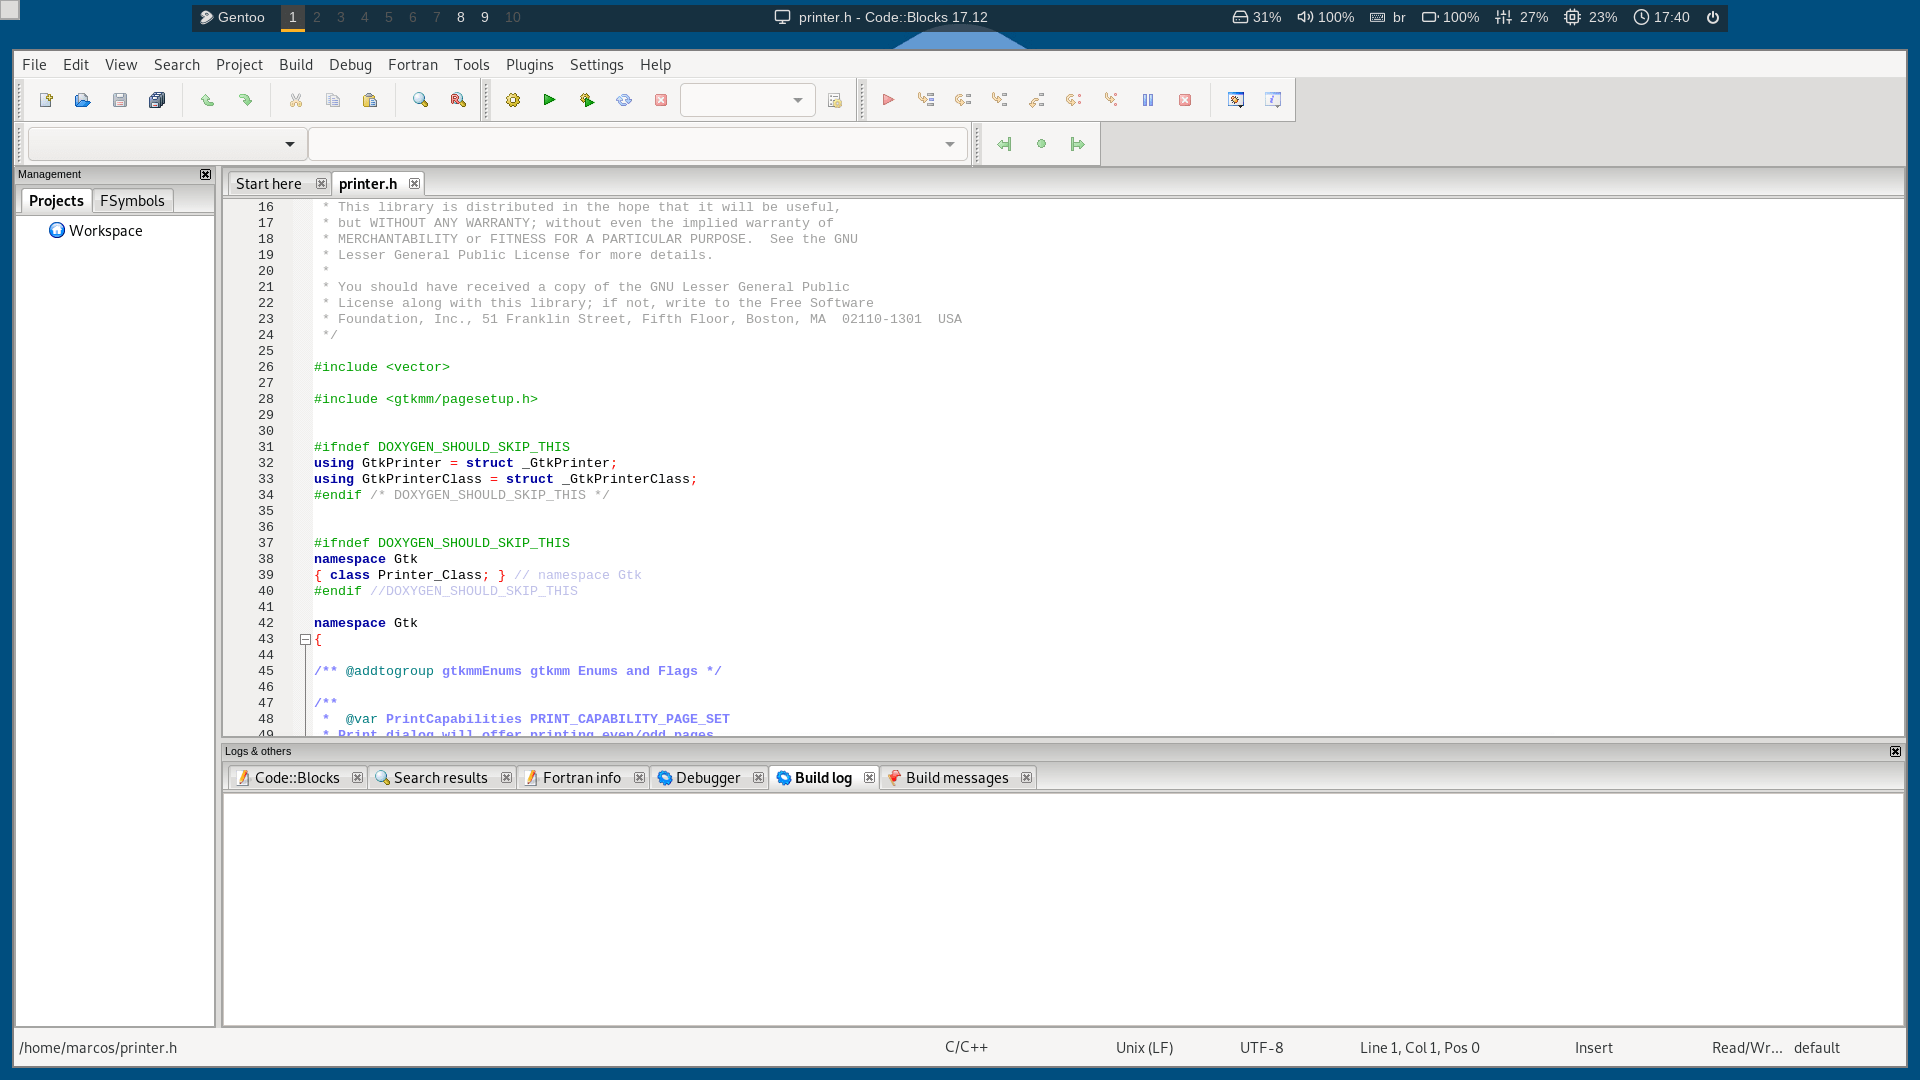 Gentoo 1 2 3 4 5 6 7 8 9 10 printer.h - Code::Blocks 17.12 31% 100% br 100% 27% 23% 17:40
File Edit View Search Project Build Debug Fortran Tools Plugins Settings Help
Management
Projects FSymbols
Workspace
Start here printer.h
16 * This library is distributed in the hope that it will be useful,
17 * but WITHOUT ANY WARRANTY; without even the implied warranty of
18 * MERCHANTABILITY or FITNESS FOR A PARTICULAR PURPOSE.  See the GNU
19 * Lesser General Public License for more details.
20 *
21 * You should have received a copy of the GNU Lesser General Public
22 * License along with this library; if not, write to the Free Software
23 * Foundation, Inc., 51 Franklin Street, Fifth Floor, Boston, MA  02110-1301  USA
24 */
25
26 #include <vector>
27
28 #include <gtkmm/pagesetup.h>
29
30
31 #ifndef DOXYGEN_SHOULD_SKIP_THIS
32 using GtkPrinter = struct _GtkPrinter;
33 using GtkPrinterClass = struct _GtkPrinterClass;
34 #endif /* DOXYGEN_SHOULD_SKIP_THIS */
35
36
37 #ifndef DOXYGEN_SHOULD_SKIP_THIS
38 namespace Gtk
39 { class Printer_Class; } // namespace Gtk
40 #endif //DOXYGEN_SHOULD_SKIP_THIS
41
42 namespace Gtk
43 {
44
45 /** @addtogroup gtkmmEnums gtkmm Enums and Flags */
46
47 /**
48 *  @var PrintCapabilities PRINT_CAPABILITY_PAGE_SET
49 * Print dialog will offer printing even/odd pages
Logs & others
Code::Blocks Search results Fortran info Debugger Build log Build messages
/home/marcos/printer.h C/C++ Unix (LF) UTF-8 Line 1, Col 1, Pos 0 Insert Read/Wr... default